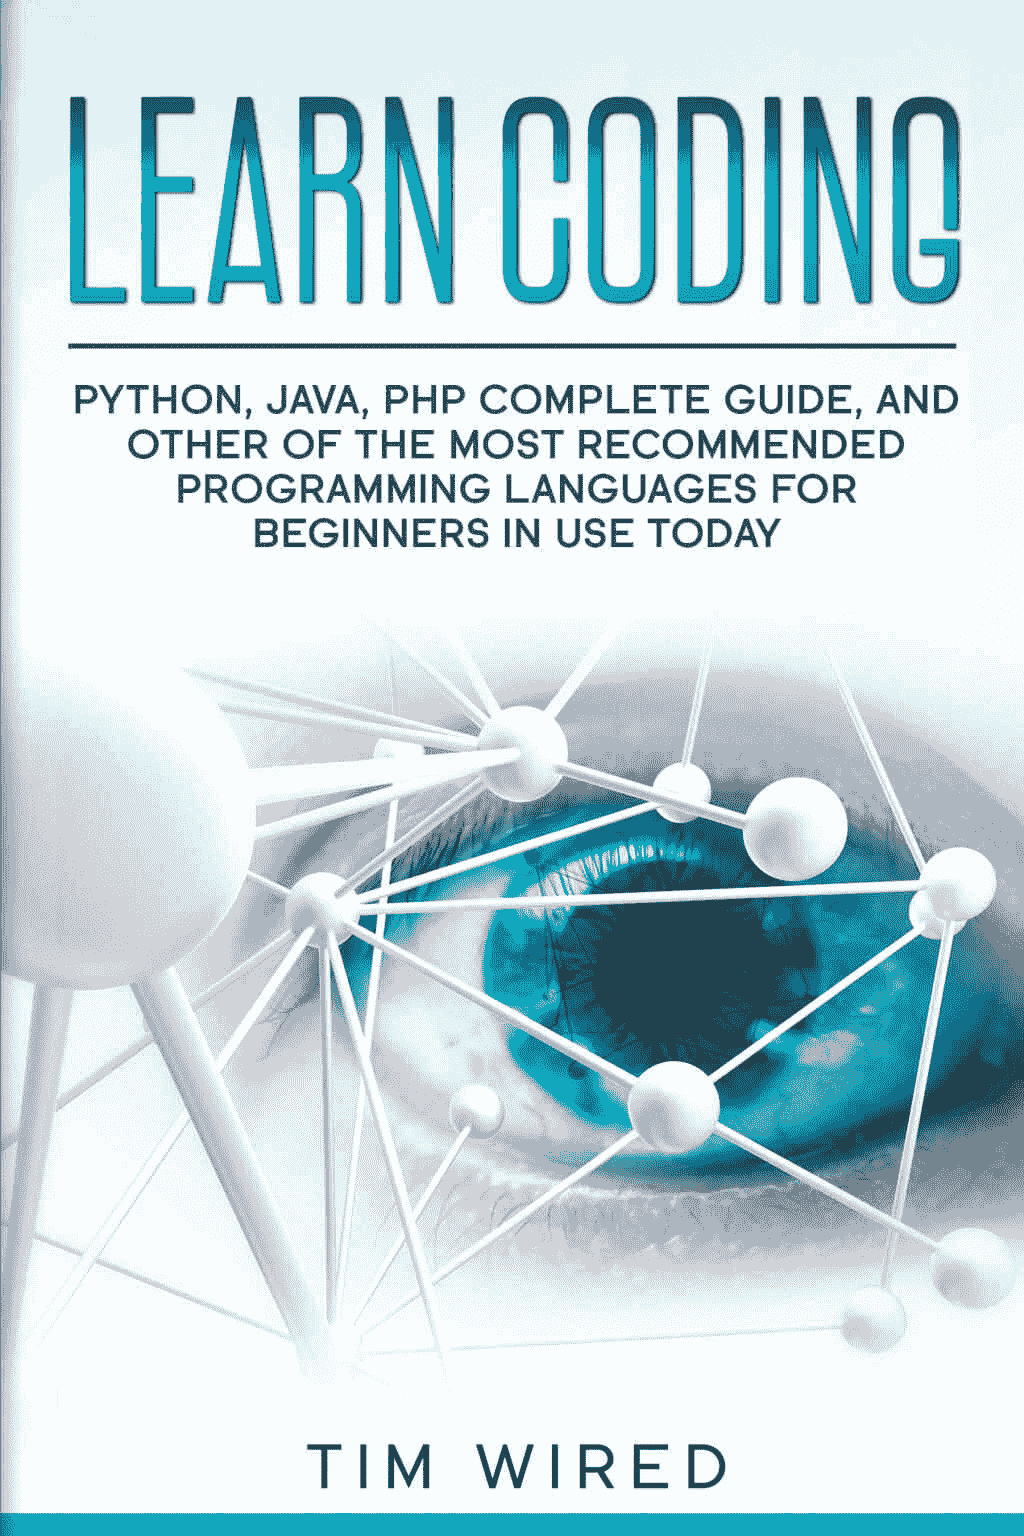 LEARN CODING
PYTHON, JAVA, PHP COMPLETE GUIDE, AND
OTHER OF THE MOST RECOMMENDED
PROGRAMMING LANGUAGES FOR
BEGINNERS IN USE TODAY
TIM WIRED